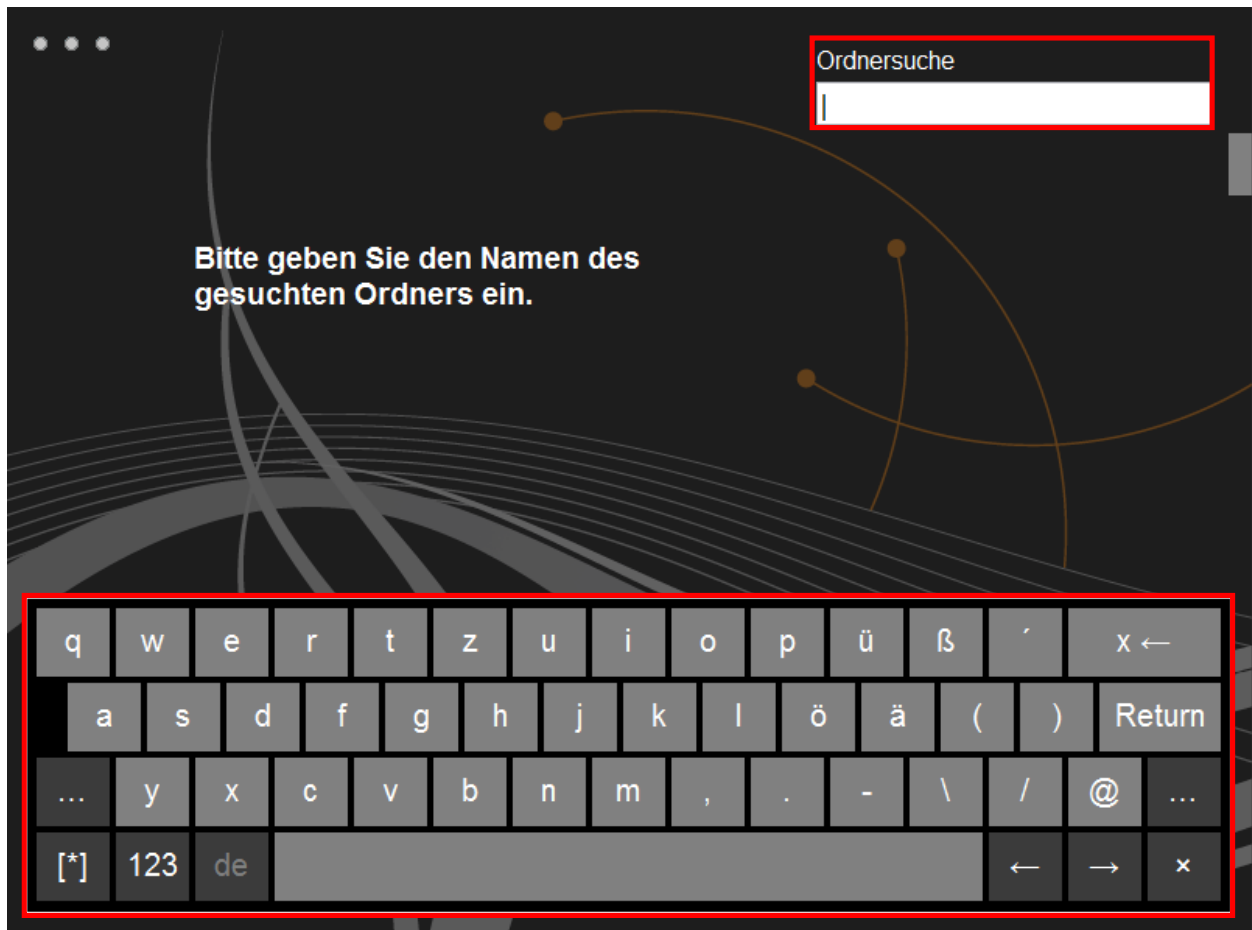 Ordnersuche
Bitte geben Sie den Namen des
gesuchten Ordners ein.
q w e r t z u i o p ü ß ´ x ←
a s d f g h j k l ö ä ( ) Return
... y x c v b n m , . - \ / @ ...
[*] 123 de ← → ×